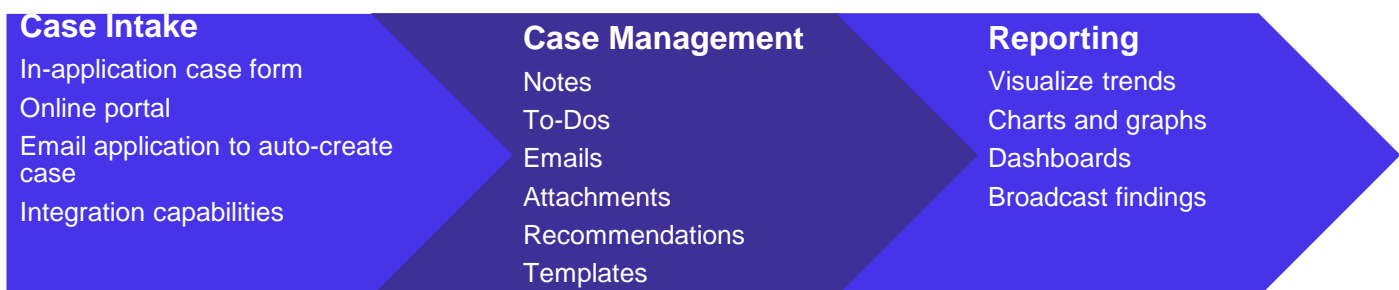 Case Intake
In-application case form
Online portal
Email application to auto-create
case
Integration capabilities
Case Management
Notes
To-Dos
Emails
Attachments
Recommendations
Templates
Reporting
Visualize trends
Charts and graphs
Dashboards
Broadcast findings